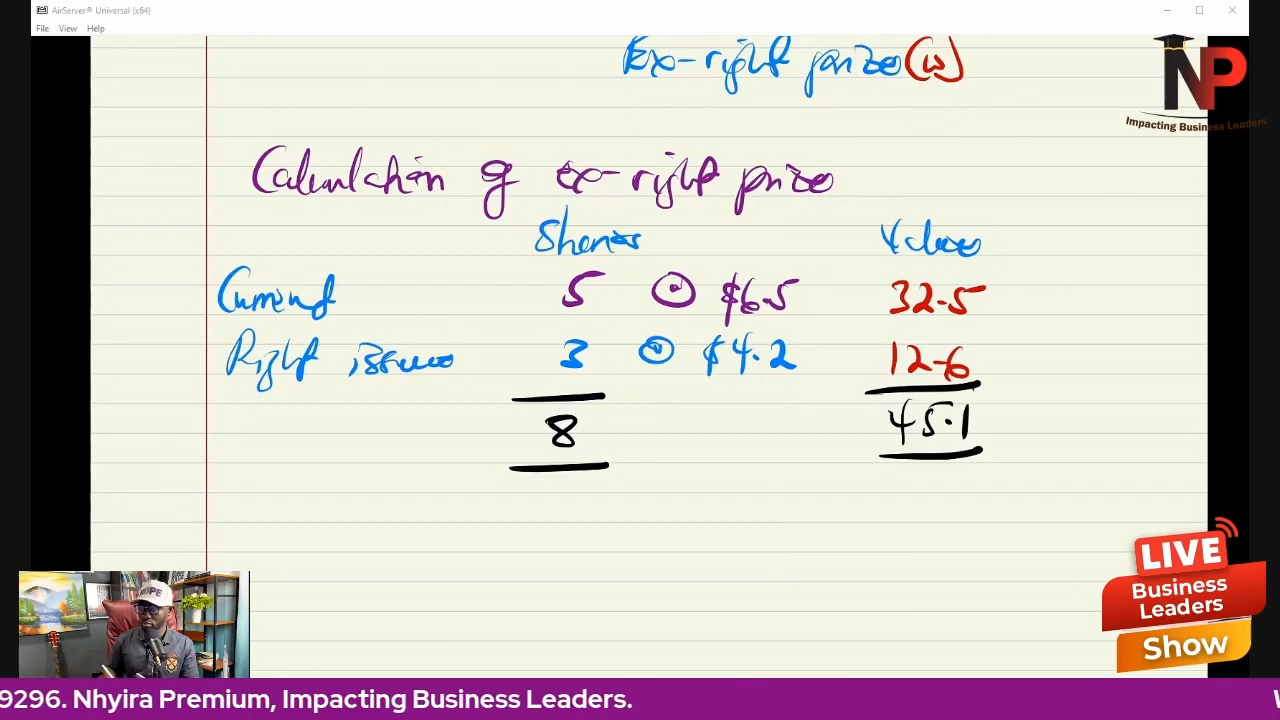 AirServer® Universal (x64)
File View Help
Ex-right price (W)
NP
Impacting Business Leaders
Calculation of ex-right price
Shares Value
Current 5 @ $6.5 32.5
Right issue 3 @ $4.2 12.6
8 45.1
HOPE
LIVE
Business
Leaders
Show
9296. Nhyira Premium, Impacting Business Leaders.